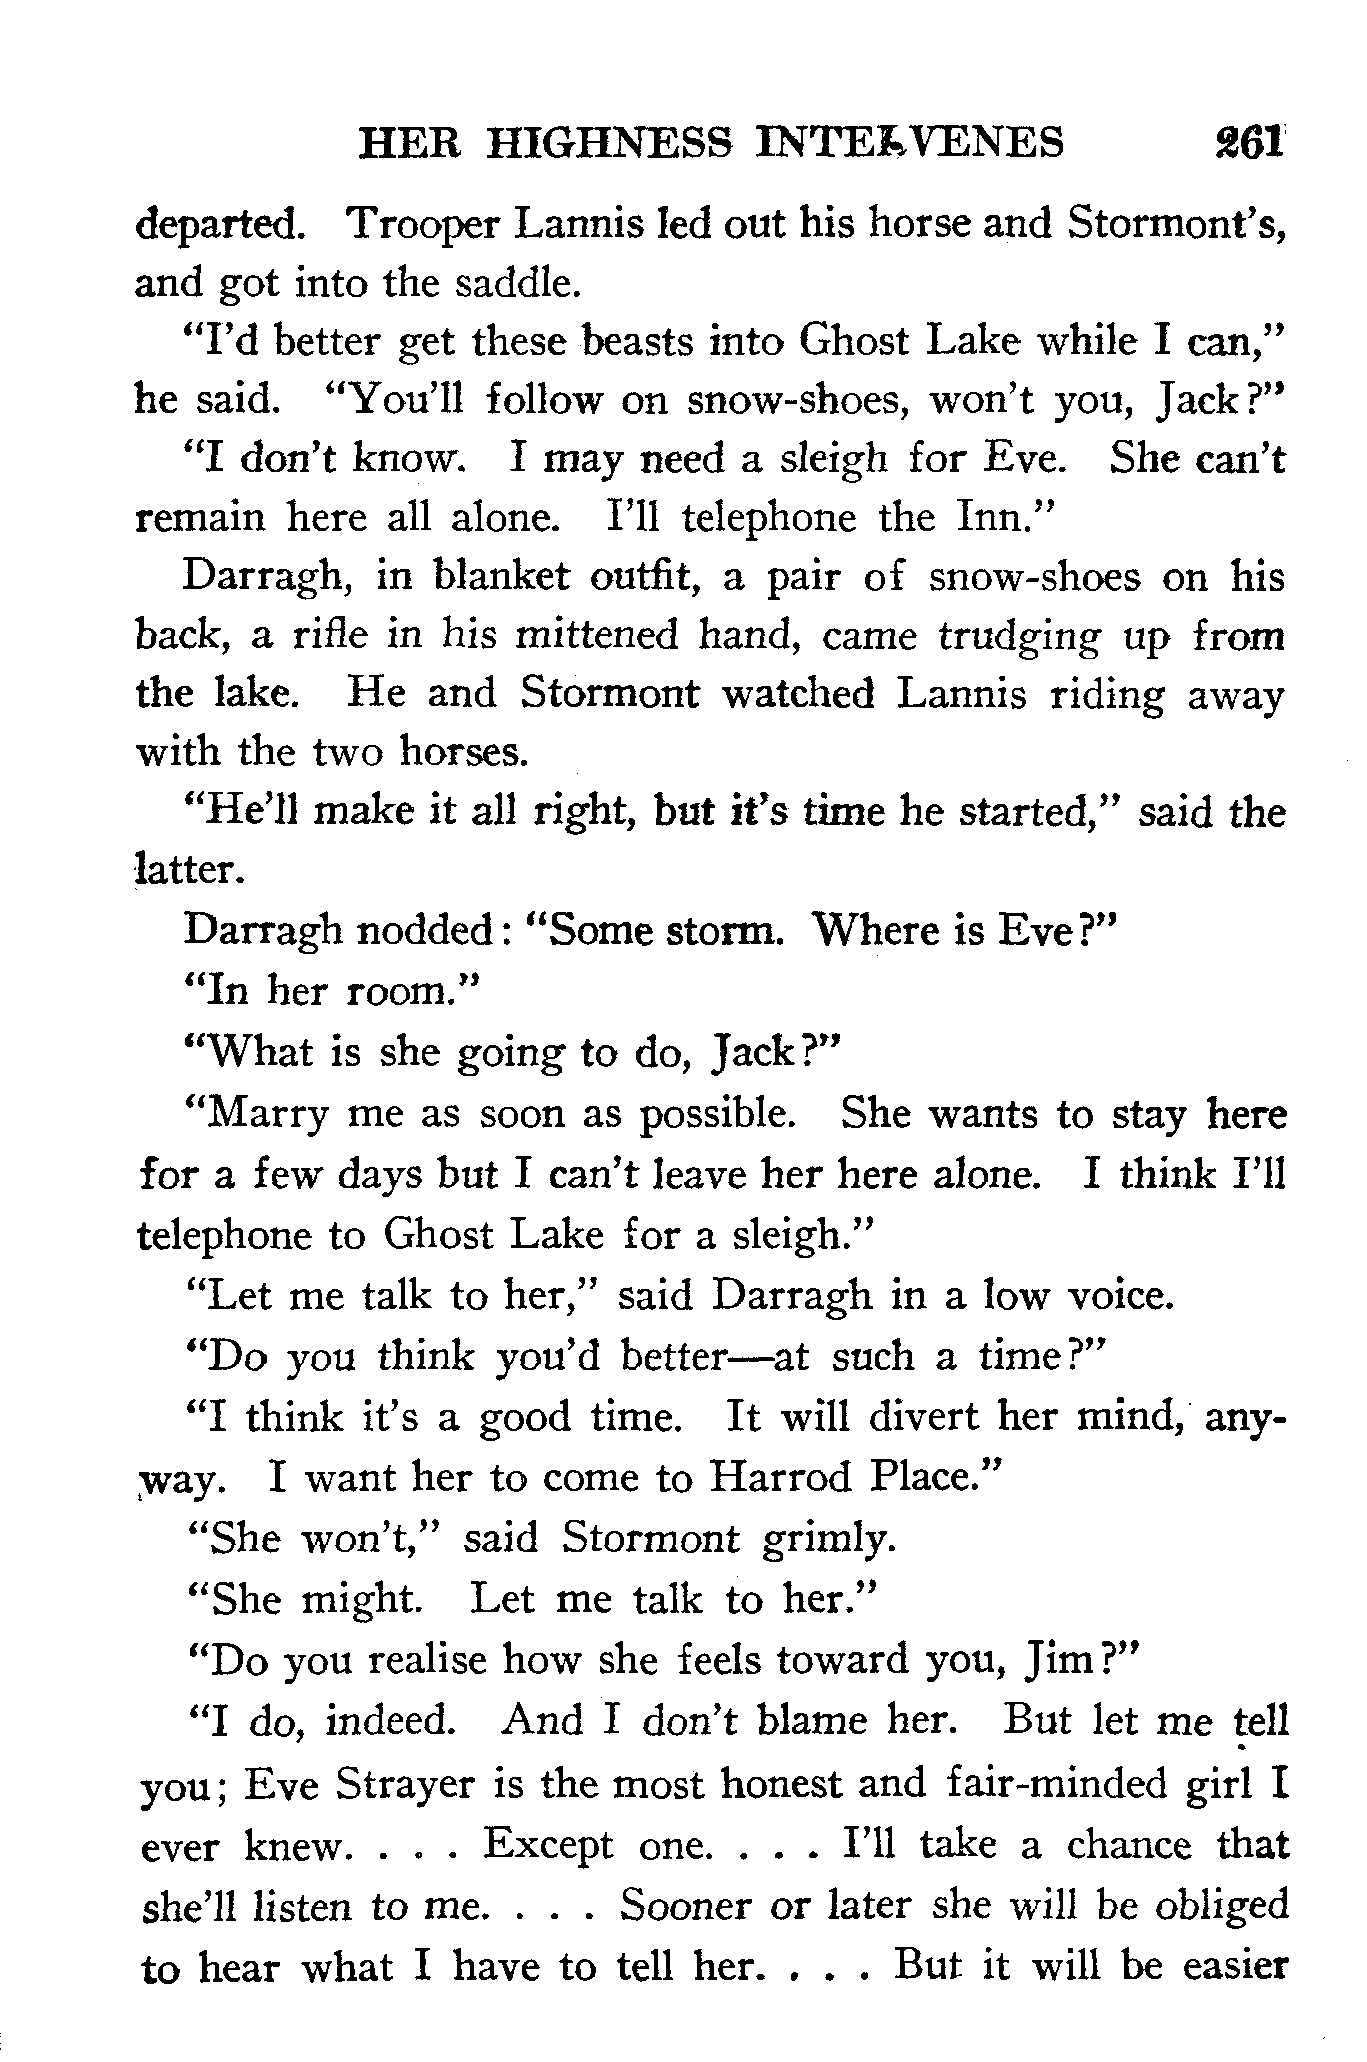 HER HIGHNESS INTERVENES 261
departed. Trooper Lannis led out his horse and Stormont's,
and got into the saddle.
"I'd better get these beasts into Ghost Lake while I can,"
he said. "You'll follow on snow-shoes, won't you, Jack?"
"I don't know. I may need a sleigh for Eve. She can't
remain here all alone. I'll telephone the Inn."
Darragh, in blanket outfit, a pair of snow-shoes on his
back, a rifle in his mittened hand, came trudging up from
the lake. He and Stormont watched Lannis riding away
with the two horses.
"He'll make it all right, but it's time he started," said the
latter.
Darragh nodded: "Some storm. Where is Eve?"
"In her room."
"What is she going to do, Jack?"
"Marry me as soon as possible. She wants to stay here
for a few days but I can't leave her here alone. I think I'll
telephone to Ghost Lake for a sleigh."
"Let me talk to her," said Darragh in a low voice.
"Do you think you'd better—at such a time?"
"I think it's a good time. It will divert her mind, any-
way. I want her to come to Harrod Place."
"She won't," said Stormont grimly.
"She might. Let me talk to her."
"Do you realise how she feels toward you, Jim?"
"I do, indeed. And I don't blame her. But let me tell
you; Eve Strayer is the most honest and fair-minded girl I
ever knew. . . . Except one. . . . I'll take a chance that
she'll listen to me. . . . Sooner or later she will be obliged
to hear what I have to tell her. . . . But it will be easier